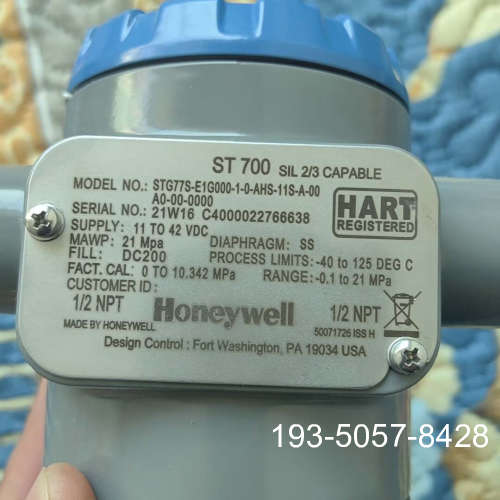 ST 700 SIL 2/3 CAPABLE
MODEL NO.: STG77S-E1G000-1-0-AHS-11S-A-00
A0-00-0000
HART
REGISTERED
SERIAL NO.: 21W16 C4000022766638
SUPPLY: 11 TO 42 VDC
MAWP: 21 Mpa DIAPHRAGM: SS
FILL: DC200 PROCESS LIMITS: -40 to 125 DEG C
FACT. CAL: 0 TO 10.342 MPa RANGE: -0.1 to 21 MPa
CUSTOMER ID:
1/2 NPT Honeywell 1/2 NPT
MADE BY HONEYWELL 50071726 ISS H
Design Control: Fort Washington, PA 19034 USA
193-5057-8428